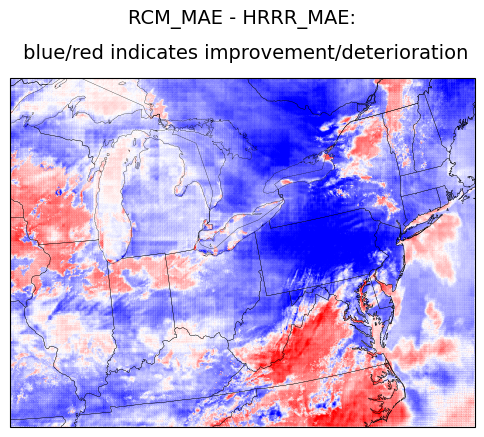 RCM_MAE - HRRR_MAE:
blue/red indicates improvement/deterioration